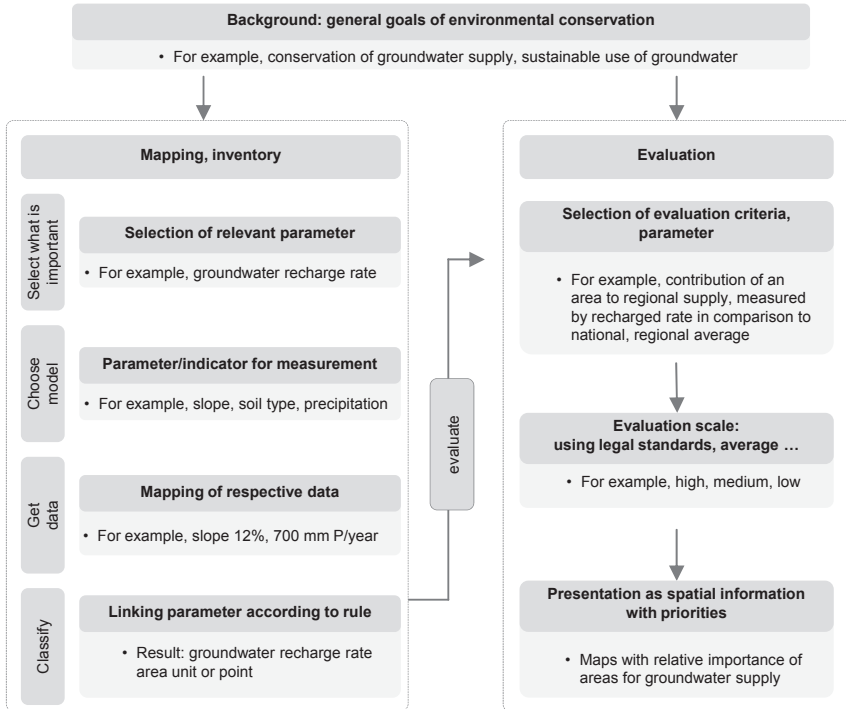 Background: general goals of environmental conservation
• For example, conservation of groundwater supply, sustainable use of groundwater
Mapping, inventory
Select what is
important
Selection of relevant parameter
• For example, groundwater recharge rate
Choose
model
Parameter/indicator for measurement
• For example, slope, soil type, precipitation
Get
data
Mapping of respective data
• For example, slope 12%, 700 mm P/year
Classify
Linking parameter according to rule
• Result: groundwater recharge rate
area unit or point
evaluate
Evaluation
Selection of evaluation criteria,
parameter
• For example, contribution of an
area to regional supply, measured
by recharged rate in comparison to
national, regional average
Evaluation scale:
using legal standards, average …
• For example, high, medium, low
Presentation as spatial information
with priorities
• Maps with relative importance of
areas for groundwater supply